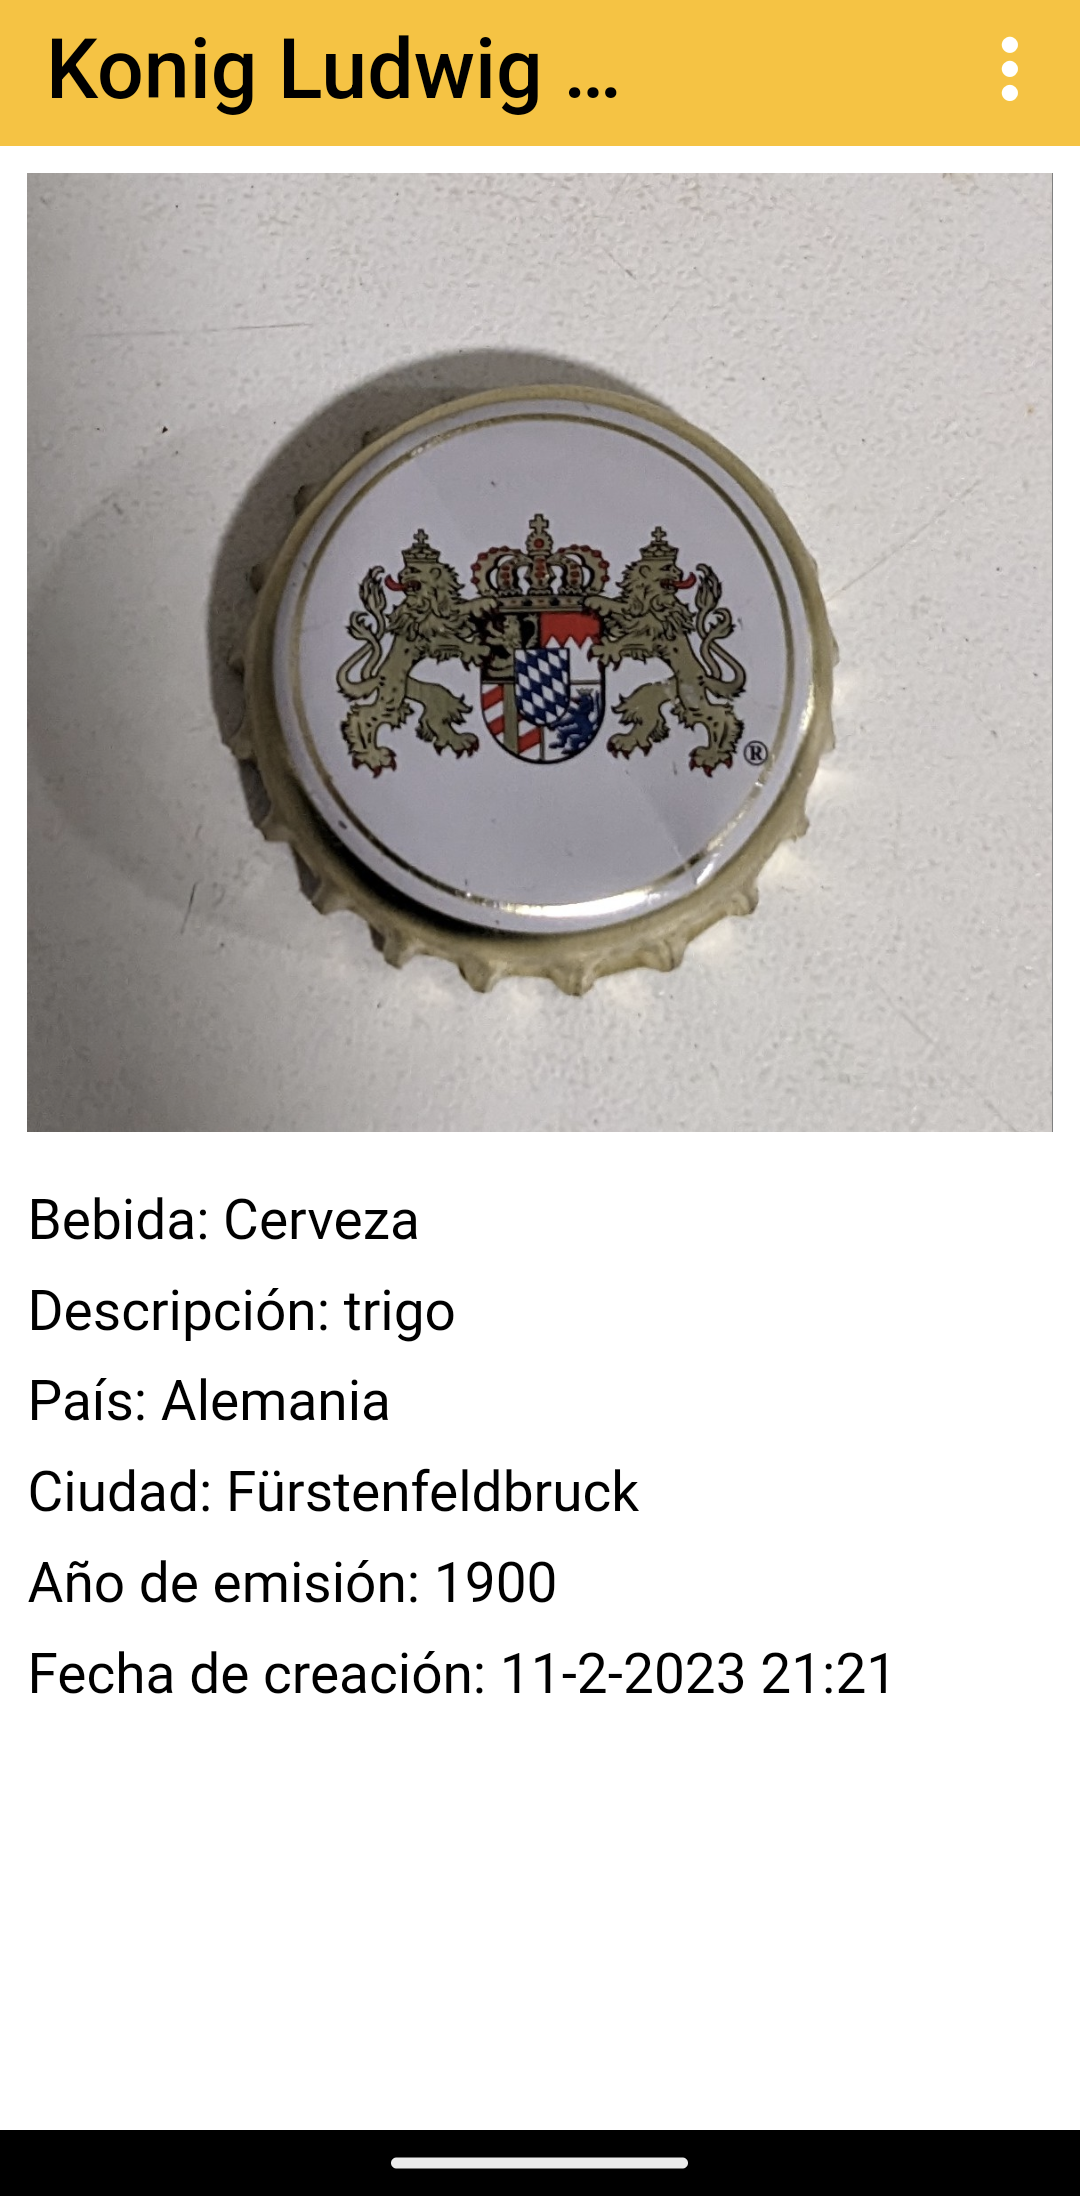 Konig Ludwig ...
®
Bebida: Cerveza
Descripción: trigo
País: Alemania
Ciudad: Fürstenfeldbruck
Año de emisión: 1900
Fecha de creación: 11-2-2023 21:21